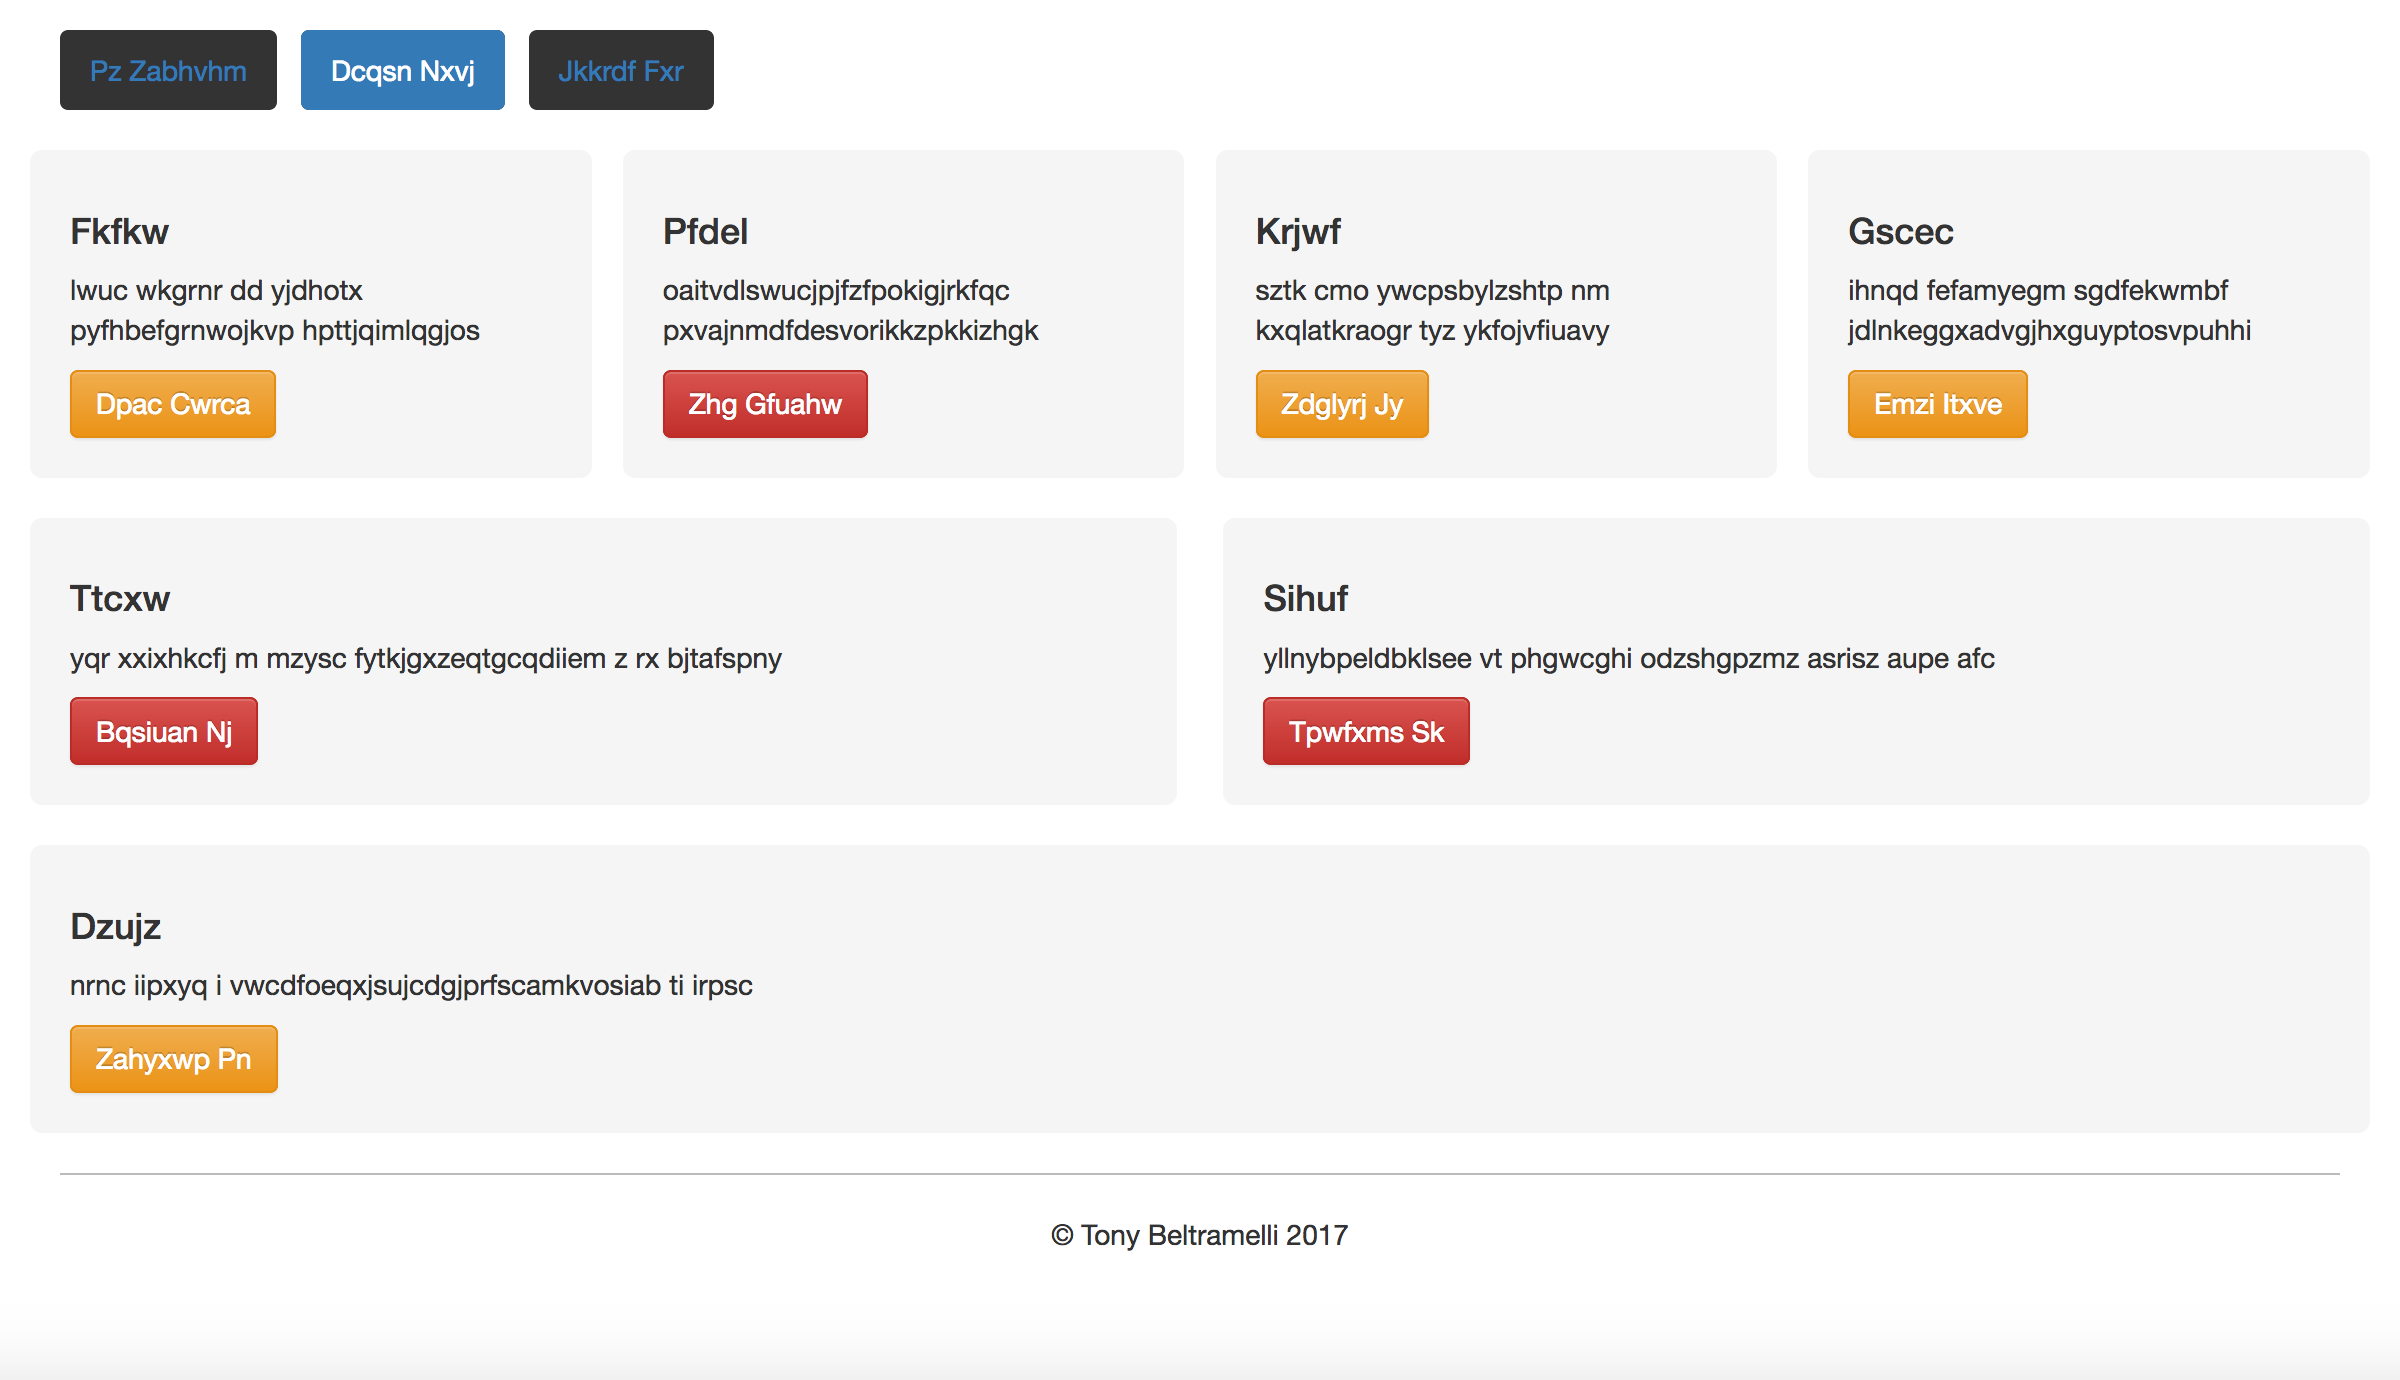 Pz Zabhvhm
Dcqsn Nxvj
Jkkrdf Fxr
Fkfkw
lwuc wkgrnr dd yjdhotx
pyfhbefgrnwojkvp hpttjqimlqgjos
Dpac Cwrca
Pfdel
oaitvdlswucjpjfzfpokigjrkfqc
pxvajnmdfdesvorikkzpkkizhgk
Zhg Gfuahw
Krjwf
sztk cmo ywcpsbylzshtp nm
kxqlatkraogr tyz ykfojvfiuavy
Zdglyrj Jy
Gscec
ihnqd fefamyegm sgdfekwmbf
jdlnkeggxadvgjhxguyptosvpuhhi
Emzi Itxve
Ttcxw
yqr xxixhkcfj m mzysc fytkjgxzeqtgcqdiiem z rx bjtafspny
Bqsiuan Nj
Sihuf
yllnybpeldbklsee vt phgwcghi odzshgpzmz asrisz aupe afc
Tpwfxms Sk
Dzujz
nrnc iipxyq i vwcdfoeqxjsujcdgjprfscamkvosiab ti irpsc
Zahyxwp Pn
© Tony Beltramelli 2017